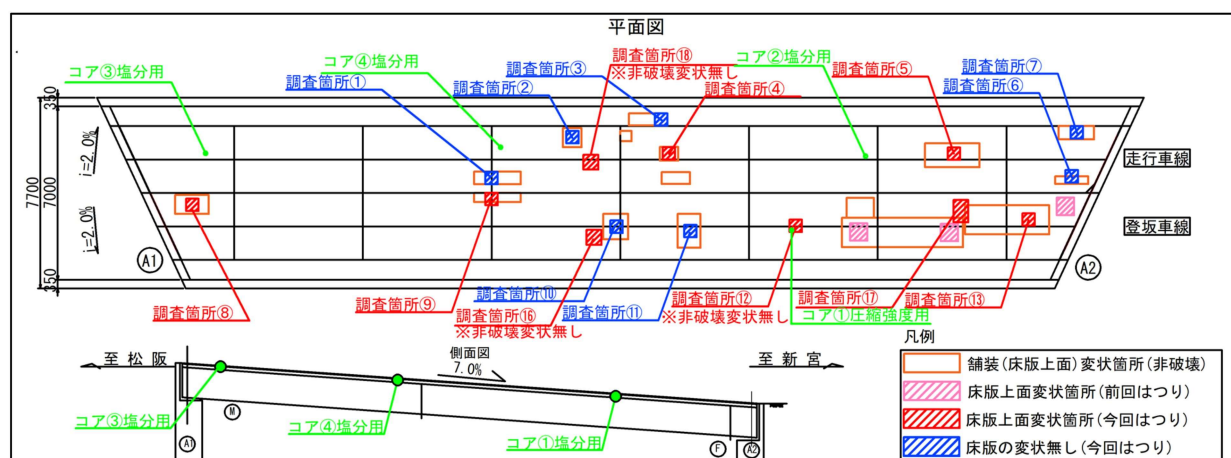 平面図
コア③塩分用
調査箇所①
コア④塩分用
調査箇所②
調査箇所③
調査箇所⑱
※非破壊変状無し
調査箇所④
コア②塩分用
調査箇所⑤
調査箇所⑦
調査箇所⑥
350
7700
7000
350
i=2.0%
i=2.0%
走行車線
登坂車線
A1
A2
調査箇所⑧
調査箇所⑨
調査箇所⑩
調査箇所⑯
※非破壊変状無し
調査箇所⑪
調査箇所⑫
※非破壊変状無し
調査箇所⑰
コア①圧縮強度用
調査箇所⑬
凡例
舗装(床版上面)変状箇所(非破壊)
床版上面変状箇所(前回はつり)
床版上面変状箇所(今回はつり)
床版の変状無し(今回はつり)
至 松 阪
側面図
7.0%
至 新 宮
コア③塩分用
コア④塩分用
コア①塩分用
A1
M
F
A2